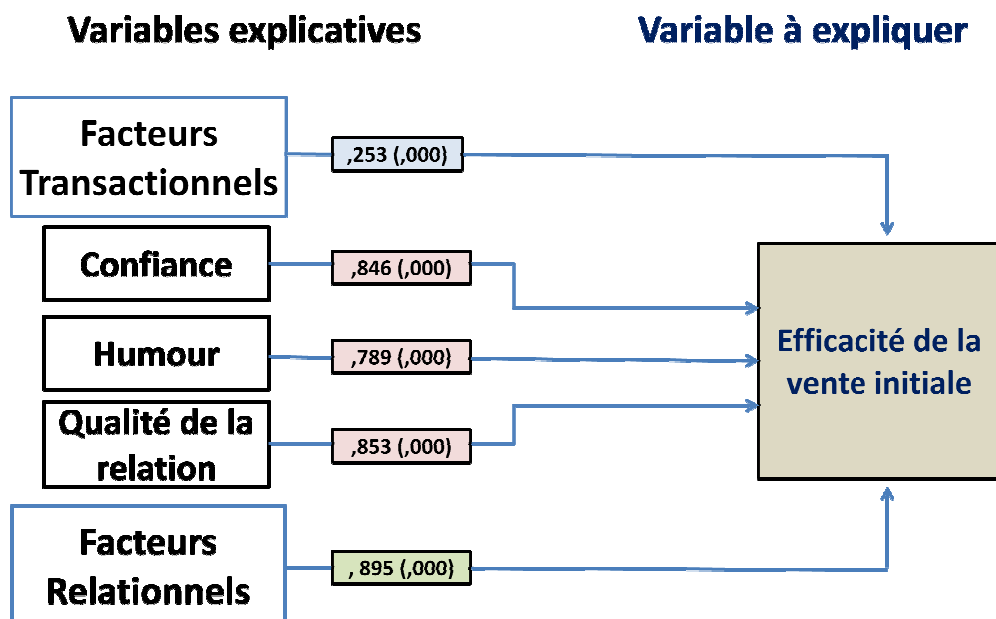 Variables explicatives
Variable à expliquer
Facteurs
Transactionnels
,253 (,000)
Confiance
,846 (,000)
Humour
,789 (,000)
Qualité de la
relation
,853 (,000)
Facteurs
Relationnels
, 895 (,000)
Efficacité de la
vente initiale